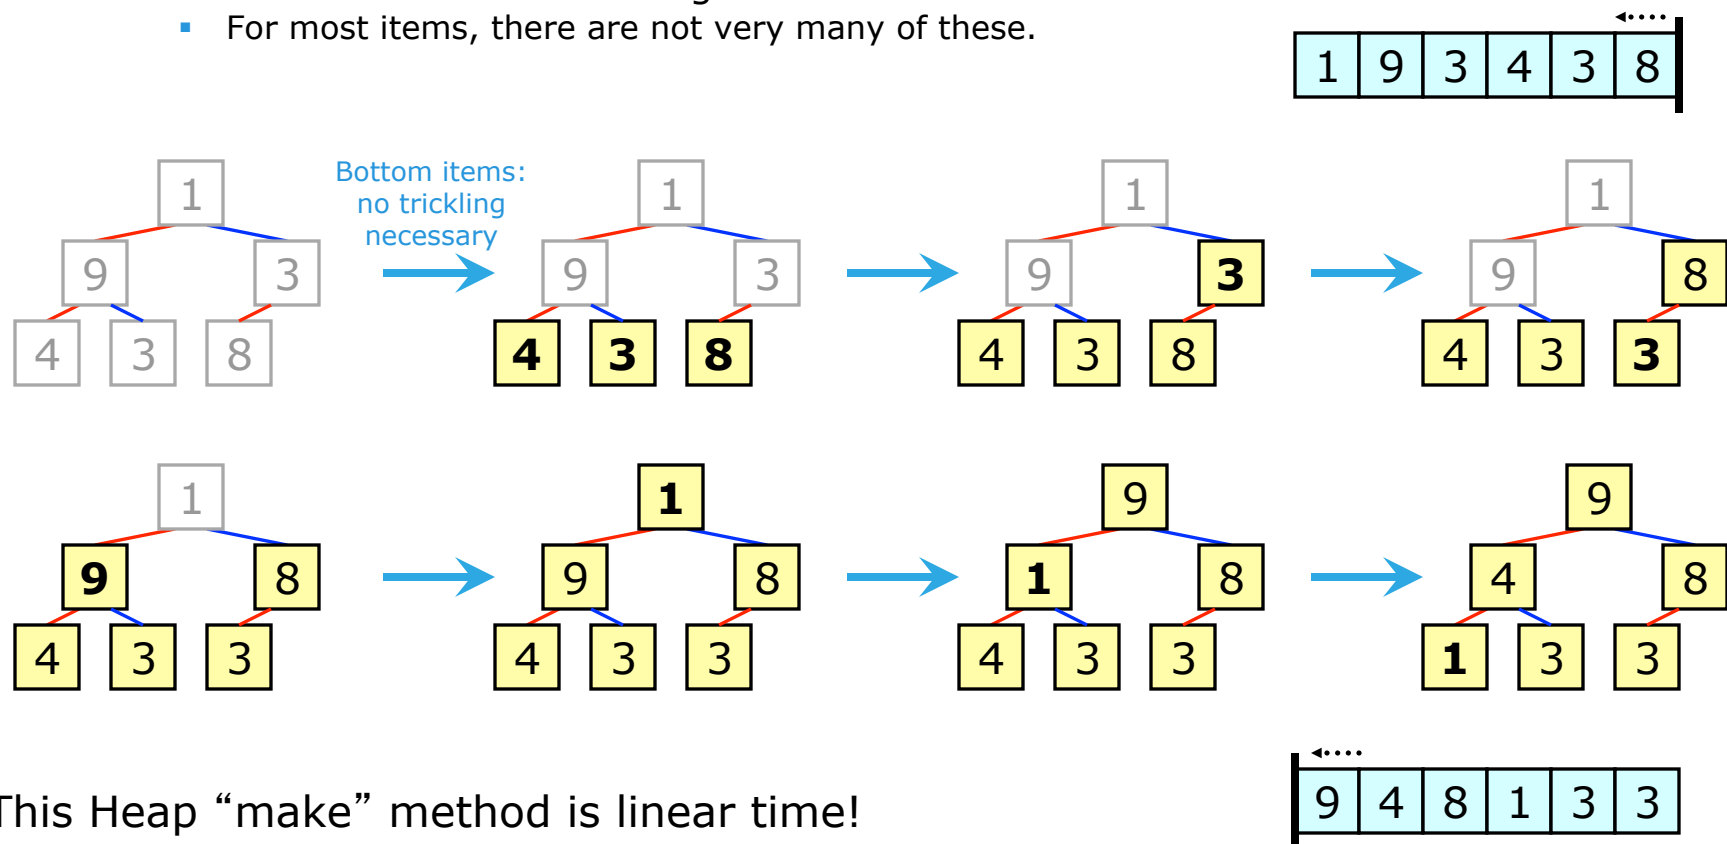 ▪ For most items, there are not very many of these.
1 9 3 4 3 8
Bottom items:
no trickling
necessary
1 1 1 1
9 3 9 3 9 3 9 8
4 3 8 4 3 8 4 3 8 4 3 3
1 1 9 9
9 8 9 8 1 8 4 8
4 3 3 4 3 3 4 3 3 1 3 3
This Heap “make” method is linear time!
9 4 8 1 3 3